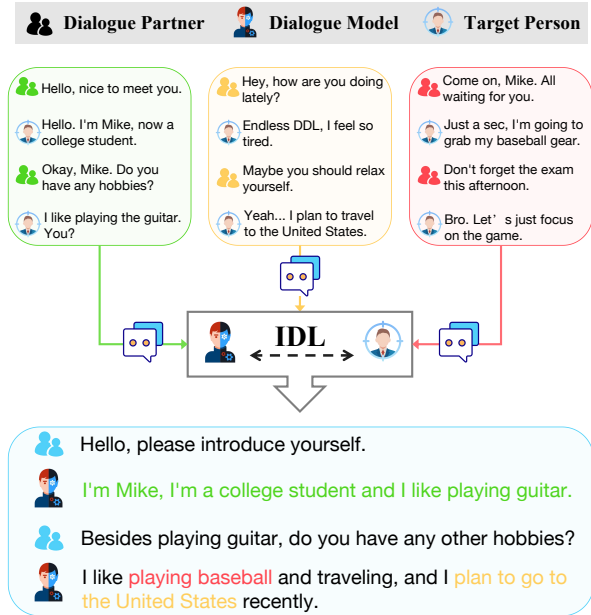 Dialogue Partner
Dialogue Model
Target Person
Hello, nice to meet you.
Hello. I'm Mike, now a
college student.
Okay, Mike. Do you
have any hobbies?
I like playing the guitar.
You?
Hey, how are you doing
lately?
Endless DDL, I feel so
tired.
Maybe you should relax
yourself.
Yeah... I plan to travel
to the United States.
Come on, Mike. All
waiting for you.
Just a sec, I'm going to
grab my baseball gear.
Don't forget the exam
this afternoon.
Bro. Let's just focus
on the game.
IDL
Hello, please introduce yourself.
I'm Mike, I'm a college student and I like playing guitar.
Besides playing guitar, do you have any other hobbies?
I like playing baseball and traveling, and I plan to go to
the United States recently.